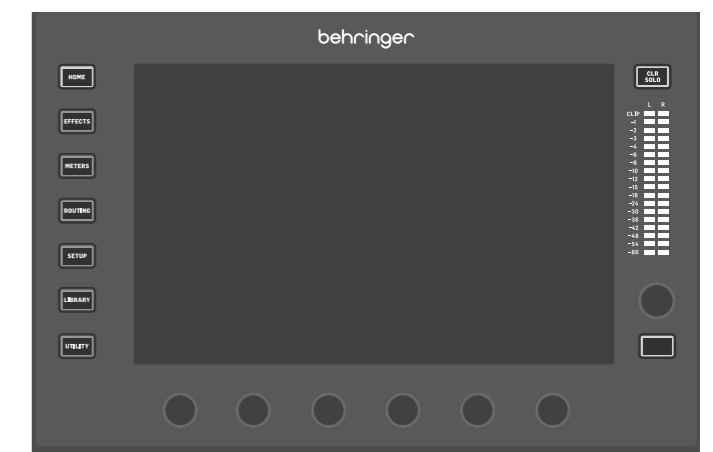 behringer
HOME
EFFECTS
METERS
ROUTING
SETUP
LIBRARY
UTILITY
CLR
SOLO
L R
CLIP
-1
-2
-3
-4
-6
-8
-10
-12
-15
-18
-24
-30
-36
-42
-48
-54
-60